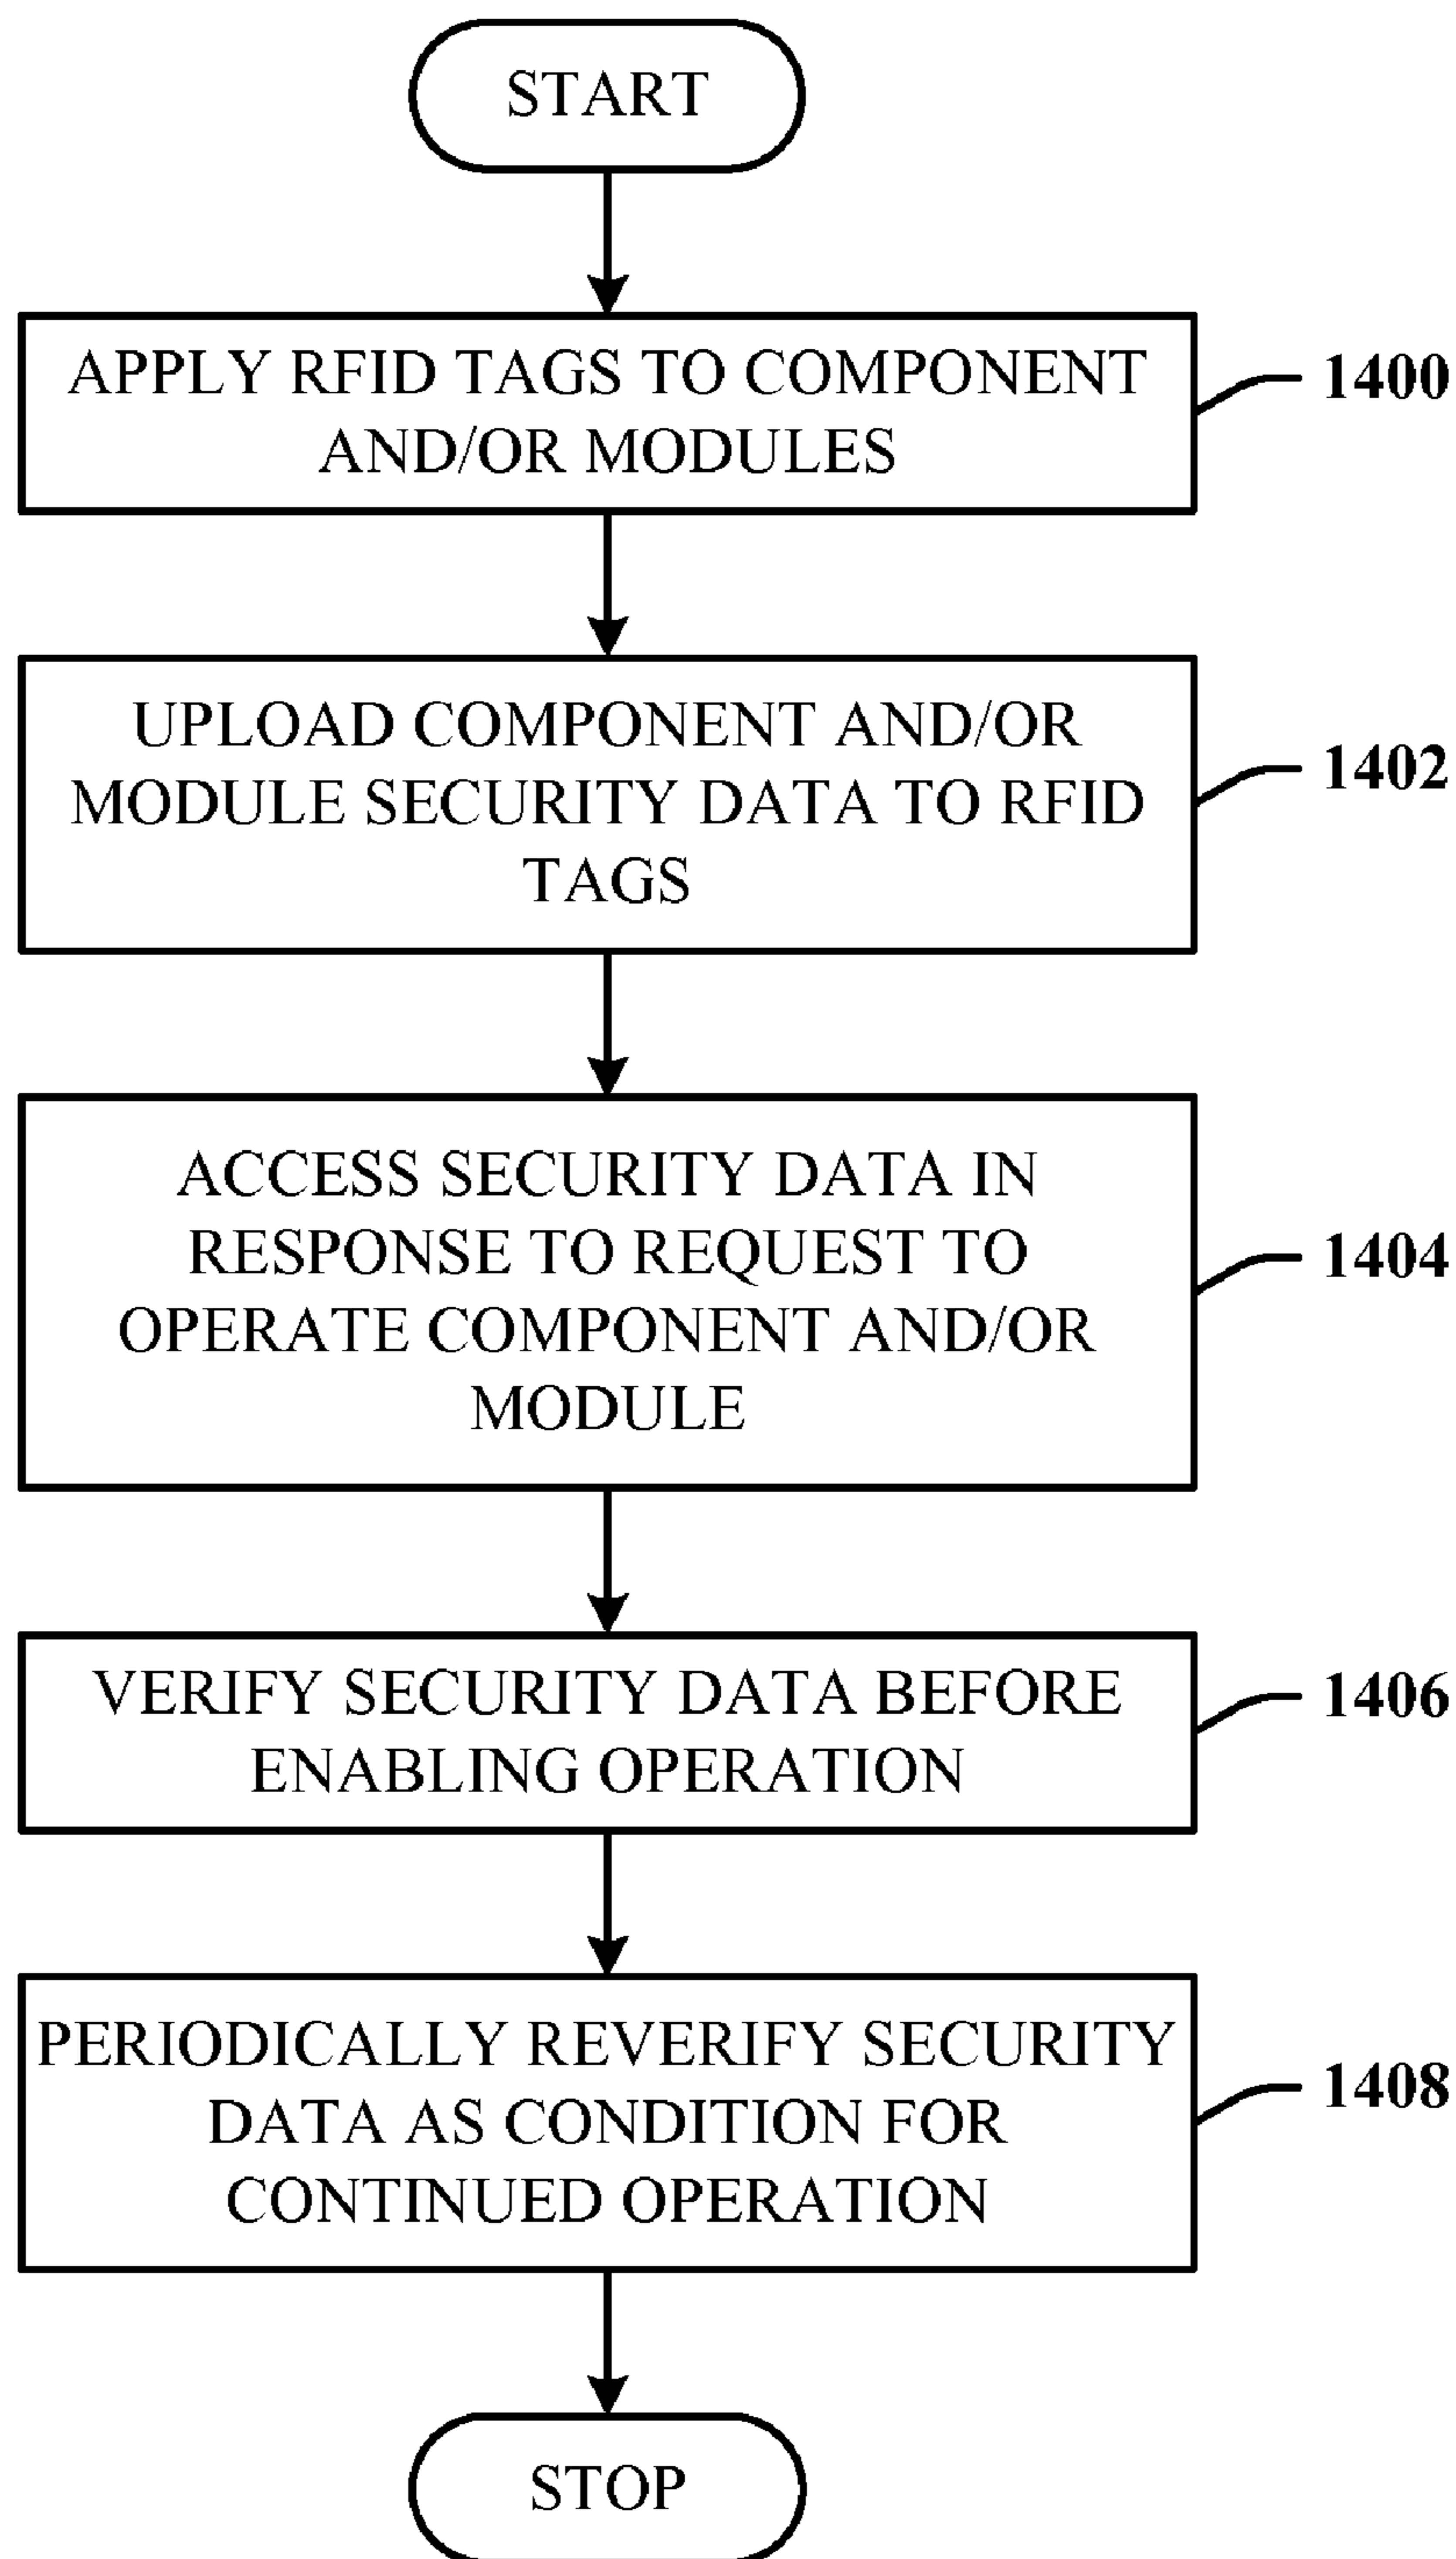 START
APPLY RFID TAGS TO COMPONENT
AND/OR MODULES
1400
UPLOAD COMPONENT AND/OR
MODULE SECURITY DATA TO RFID
TAGS
1402
ACCESS SECURITY DATA IN
RESPONSE TO REQUEST TO
OPERATE COMPONENT AND/OR
MODULE
1404
VERIFY SECURITY DATA BEFORE
ENABLING OPERATION
1406
PERIODICALLY REVERIFY SECURITY
DATA AS CONDITION FOR
CONTINUED OPERATION
1408
STOP